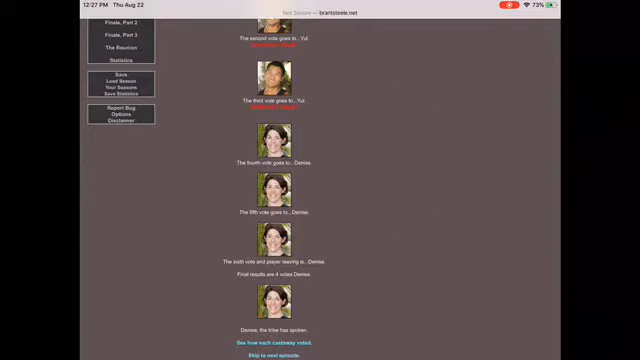 12:27 PM Thu Aug 22
Not Secure — brantsteele.net
73%
Finale, Part 2
Finale, Part 3
The Reunion
Statistics
Save
Load Season
Your Seasons
Save Statistics
Report Bug
Options
Disclaimer
The second vote goes to... Yul.
The third vote goes to...Yul.
The fourth vote goes to... Denise.
The fifth vote goes to...Denise.
The sixth vote and player leaving is...Denise.
Final results are 4 votes Denise.
Denise, the tribe has spoken.
See how each castaway voted.
Skip to next episode.